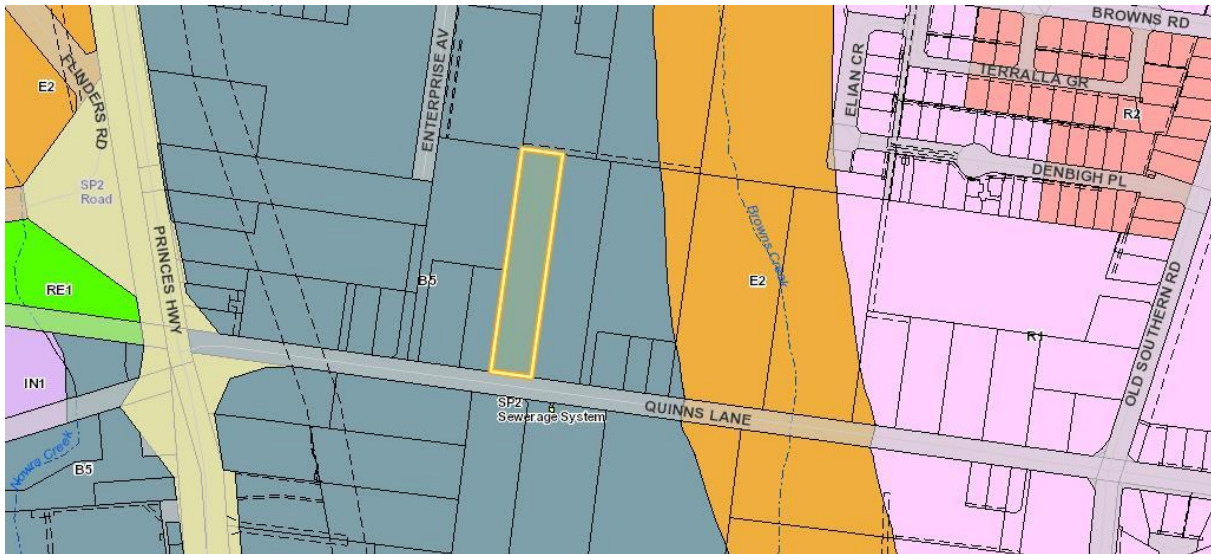 BROWNS RD
FLINDERS RD
ENTERPRISE AV
ELIAN CR
TERRALLA GR
E2
R2
DENBIGH PL
SP2
Road
Browns Creek
PRINCES HWY
OLD SOUTHERN RD
B5
E2
RE1
R1
IN1
SP2
Sewerage System
QUINNS LANE
Nowra Creek
B5